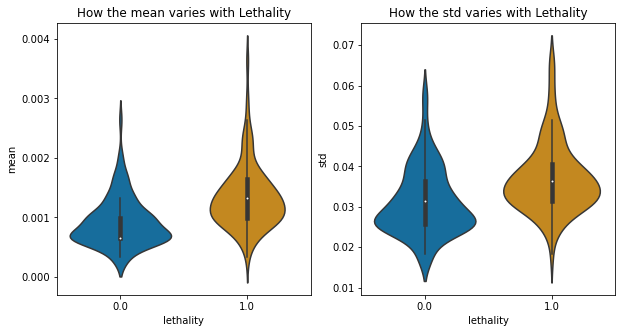 How the mean varies with Lethality
mean
0.004
0.003
0.002
0.001
0.000
0.0
1.0
lethality
How the std varies with Lethality
std
0.07
0.06
0.05
0.04
0.03
0.02
0.01
0.0
1.0
lethality